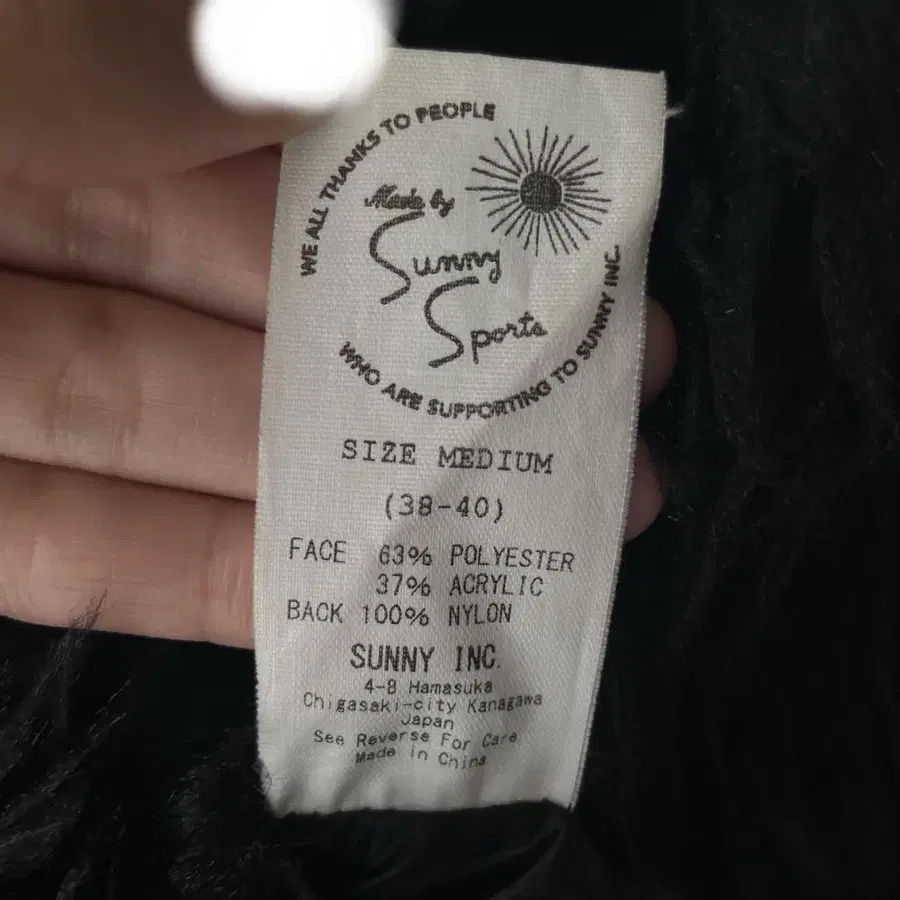 WE ALL THANKS TO PEOPLE
Made by
Sunny
Sports
WHO ARE SUPPORTING TO SUNNY INC.
SIZE MEDIUM
(38-40)
FACE 63% POLYESTER
37% ACRYLIC
BACK 100% NYLON
SUNNY INC.
4-8 Hamasuka
Chigasaki-city Kanagawa
Japan
See Reverse For Care
Made in China